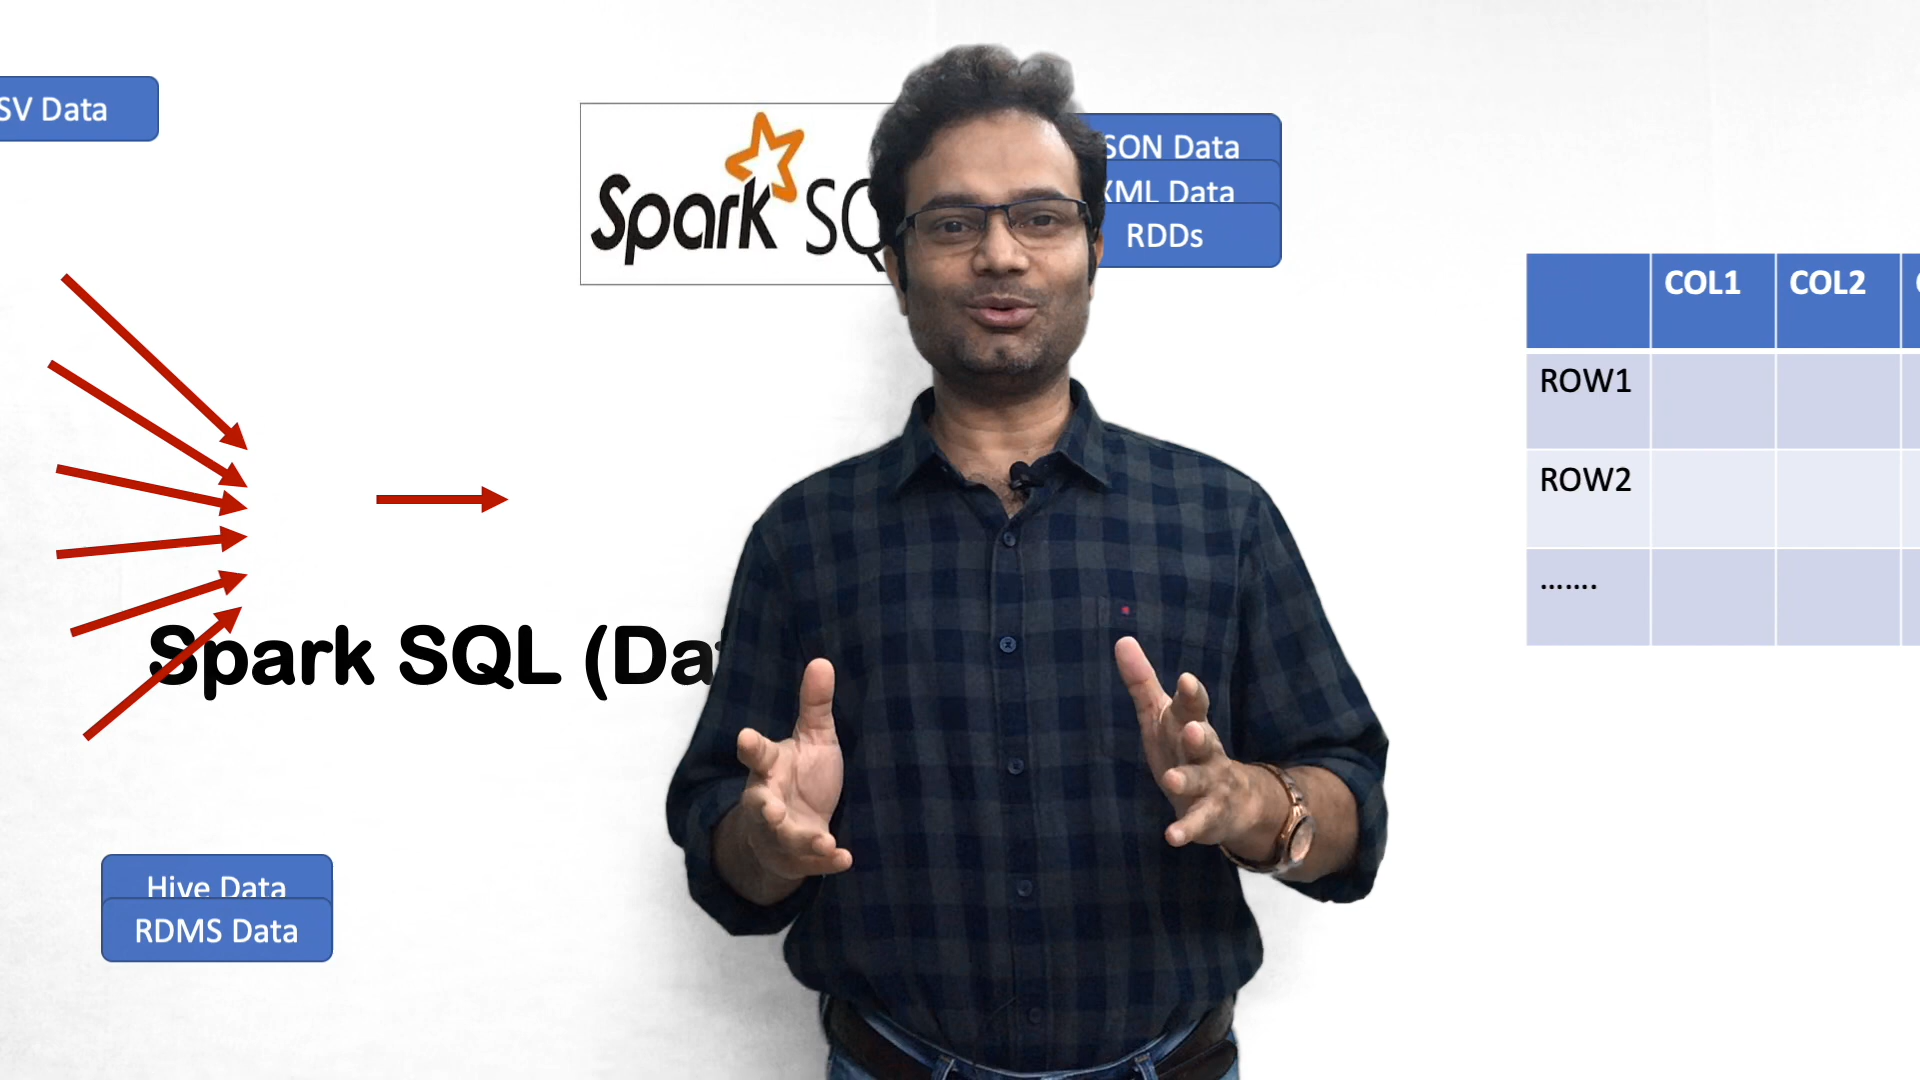 SV Data
Spark SQ
SON Data
XML Data
RDDs
COL1 COL2
ROW1
ROW2
.......
Spark SQL (Da
Hive Data
RDMS Data